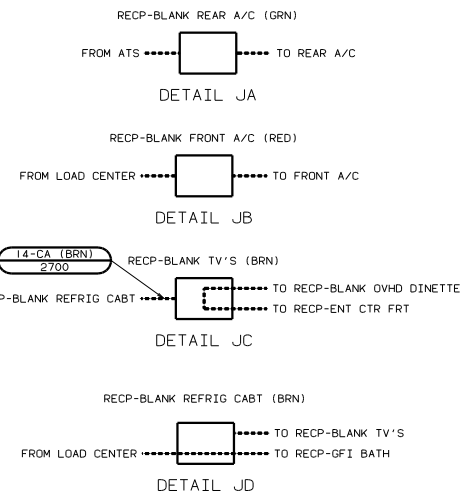 RECP-BLANK REAR A/C (GRN)
FROM ATS
TO REAR A/C
DETAIL JA
RECP-BLANK FRONT A/C (RED)
FROM LOAD CENTER
TO FRONT A/C
DETAIL JB
14-CA (BRN)
2700
RECP-BLANK TV'S (BRN)
P-BLANK REFRIG CABT
TO RECP-BLANK OVHD DINETTE
TO RECP-ENT CTR FRT
DETAIL JC
RECP-BLANK REFRIG CABT (BRN)
TO RECP-BLANK TV'S
FROM LOAD CENTER
TO RECP-GFI BATH
DETAIL JD